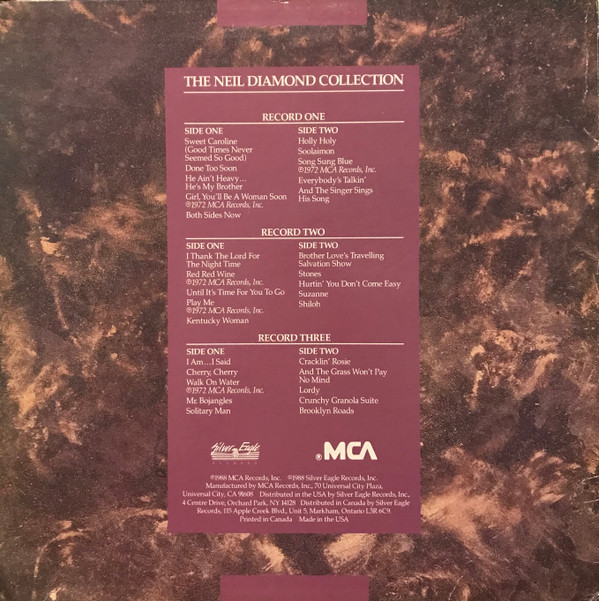 THE NEIL DIAMOND COLLECTION
RECORD ONE
SIDE ONE
Sweet Caroline
(Good Times Never
Seemed So Good)
Done Too Soon
He Ain't Heavy...
He's My Brother
Girl, You'll Be A Woman Soon
℗1972 MCA Records, Inc.
Both Sides Now
SIDE TWO
Holly Holy
Soolaimon
Song Sung Blue
℗1972 MCA Records, Inc.
Everybody's Talkin'
And The Singer Sings
His Song
RECORD TWO
SIDE ONE
I Thank The Lord For
The Night Time
Red Red Wine
℗1972 MCA Records, Inc.
Until It's Time For You To Go
Play Me
℗1972 MCA Records, Inc.
Kentucky Woman
SIDE TWO
Brother Love's Travelling
Salvation Show
Stones
Hurtin' You Don't Come Easy
Suzanne
Shiloh
RECORD THREE
SIDE ONE
I Am...I Said
Cherry, Cherry
Walk On Water
℗1972 MCA Records, Inc.
Mr. Bojangles
Solitary Man
SIDE TWO
Cracklin' Rosie
And The Grass Won't Pay
No Mind
Lordy
Crunchy Granola Suite
Brooklyn Roads
Silver Eagle
RECORDS
®MCA
℗1988 MCA Records, Inc. ©1988 Silver Eagle Records, Inc.
Manufactured by MCA Records, Inc., 70 Universal City Plaza,
Universal City, CA 91608 Distributed in the USA by Silver Eagle Records, Inc.,
4 Centre Drive, Orchard Park, NY 14128 Distributed in Canada by Silver Eagle
Records, 115 Apple Creek Blvd., Unit 5, Markham, Ontario L3R 6C9.
Printed in Canada Made in the USA